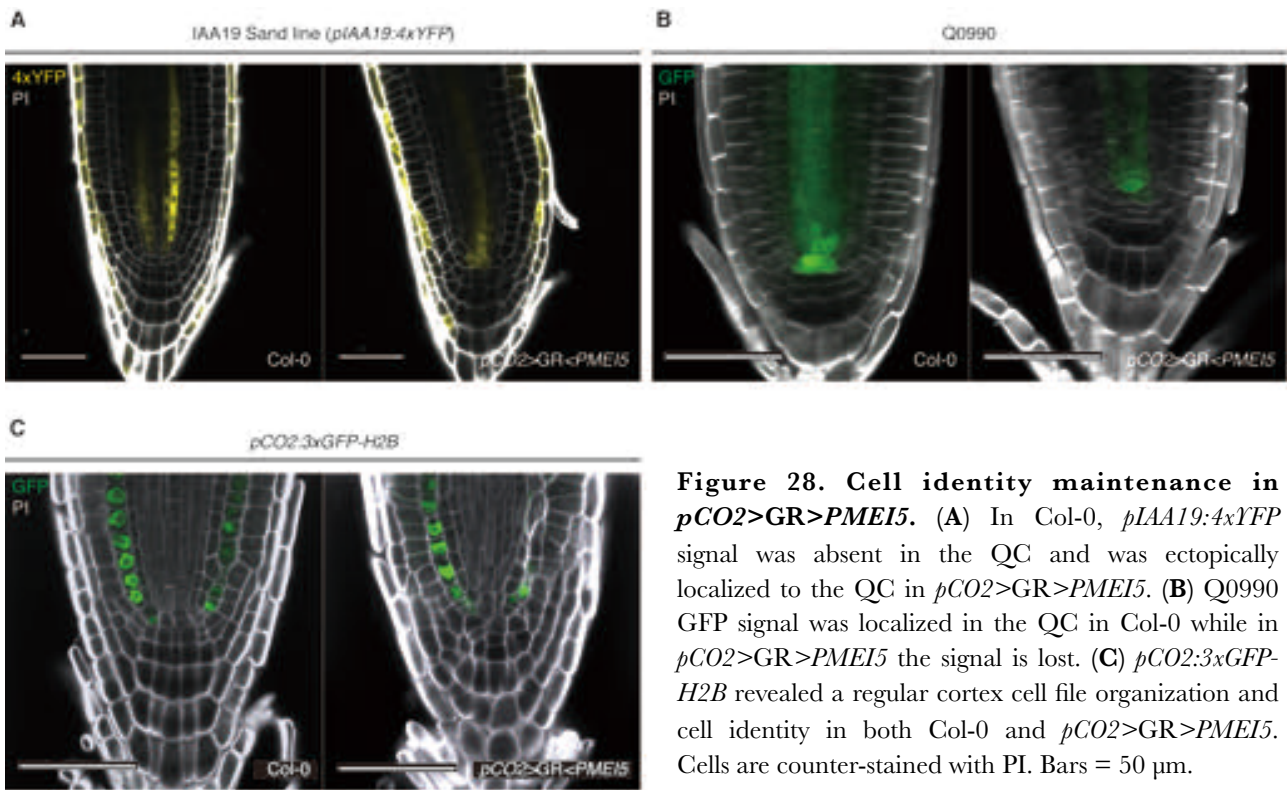 A
IAA19 Sand line (pIAA19:4xYFP)
4xYFP
PI
Col-0
pCO2>GR<PMEI5
B
Q0990
GFP
PI
Col-0
pCO2>GR<PMEI5
C
pCO2:3xGFP-H2B
GFP
PI
Col-0
pCO2>GR<PMEI5
Figure 28. Cell identity maintenance in
pCO2>GR>PMEI5. (A) In Col-0, pIAA19:4xYFP
signal was absent in the QC and was ectopically
localized to the QC in pCO2>GR>PMEI5. (B) Q0990
GFP signal was localized in the QC in Col-0 while in
pCO2>GR>PMEI5 the signal is lost. (C) pCO2:3xGFP-
H2B revealed a regular cortex cell file organization and
cell identity in both Col-0 and pCO2>GR>PMEI5.
Cells are counter-stained with PI. Bars = 50 µm.